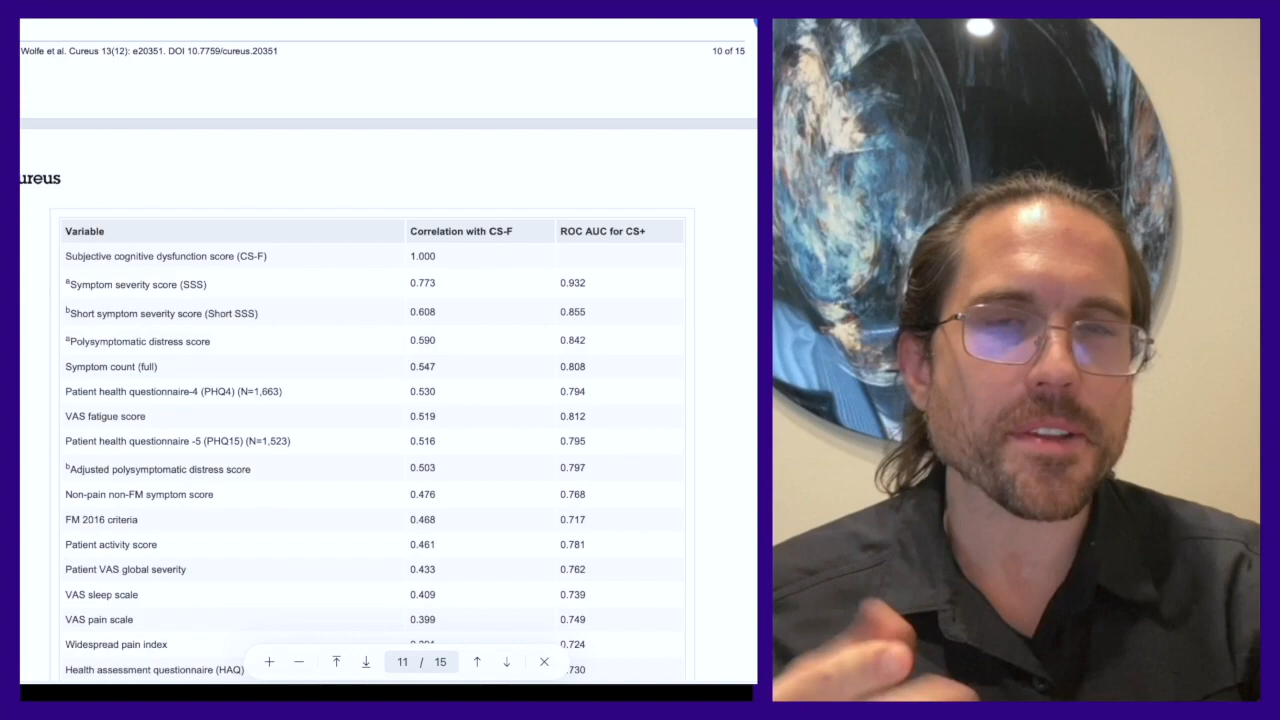 Wolfe et al. Cureus 13(12): e20351. DOI 10.7759/cureus.20351 10 of 15
ureus
Variable Correlation with CS-F ROC AUC for CS+
Subjective cognitive dysfunction score (CS-F) 1.000
aSymptom severity score (SSS) 0.773 0.932
bShort symptom severity score (Short SSS) 0.608 0.855
aPolysymptomatic distress score 0.590 0.842
Symptom count (full) 0.547 0.808
Patient health questionnaire-4 (PHQ4) (N=1,663) 0.530 0.794
VAS fatigue score 0.519 0.812
Patient health questionnaire -5 (PHQ15) (N=1,523) 0.516 0.795
bAdjusted polysymptomatic distress score 0.503 0.797
Non-pain non-FM symptom score 0.476 0.768
FM 2016 criteria 0.468 0.717
Patient activity score 0.461 0.781
Patient VAS global severity 0.433 0.762
VAS sleep scale 0.409 0.739
VAS pain scale 0.399 0.749
Widespread pain index 0.724
11 / 15
Health assessment questionnaire (HAQ) .730